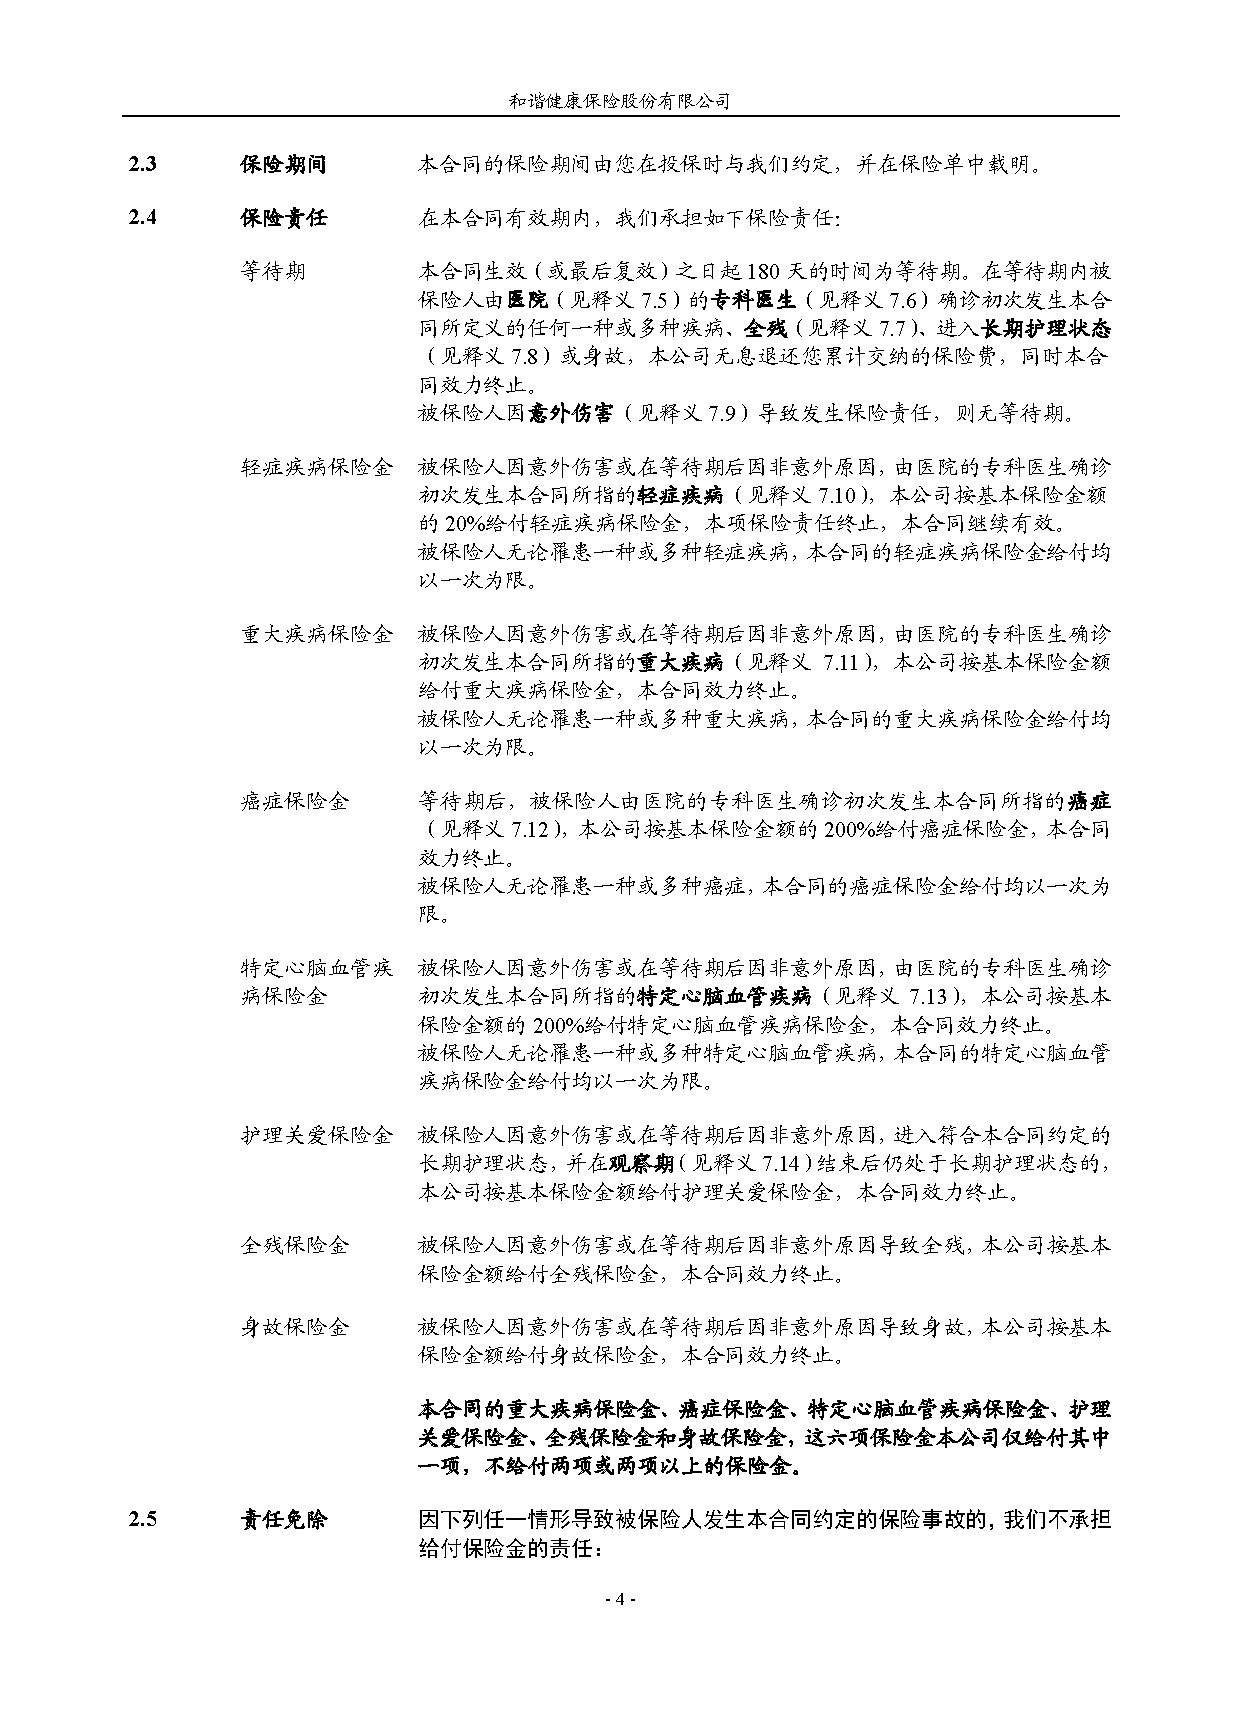 和谐健康保险股份有限公司
2.3 保险期间 本合同的保险期间由您在投保时与我们约定，并在保险单中载明。
2.4 保险责任 在本合同有效期内，我们承担如下保险责任：
等待期 本合同生效（或最后复效）之日起 180 天的时间为等待期。在等待期内被
保险人由医院（见释义 7.5）的专科医生（见释义 7.6）确诊初次发生本合
同所定义的任何一种或多种疾病、全残（见释义 7.7）、进入长期护理状态
（见释义 7.8）或身故，本公司无息退还您累计交纳的保险费，同时本合
同效力终止。
被保险人因意外伤害（见释义 7.9）导致发生保险责任，则无等待期。
轻症疾病保险金 被保险人因意外伤害或在等待期后因非意外原因，由医院的专科医生确诊
初次发生本合同所指的轻症疾病（见释义 7.10），本公司按基本保险金额
的 20%给付轻症疾病保险金，本项保险责任终止，本合同继续有效。
被保险人无论罹患一种或多种轻症疾病，本合同的轻症疾病保险金给付均
以一次为限。
重大疾病保险金 被保险人因意外伤害或在等待期后因非意外原因，由医院的专科医生确诊
初次发生本合同所指的重大疾病（见释义 7.11），本公司按基本保险金额
给付重大疾病保险金，本合同效力终止。
被保险人无论罹患一种或多种重大疾病，本合同的重大疾病保险金给付均
以一次为限。
癌症保险金 等待期后，被保险人由医院的专科医生确诊初次发生本合同所指的癌症
（见释义 7.12），本公司按基本保险金额的 200%给付癌症保险金，本合同
效力终止。
被保险人无论罹患一种或多种癌症，本合同的癌症保险金给付均以一次为
限。
特定心脑血管疾 被保险人因意外伤害或在等待期后因非意外原因，由医院的专科医生确诊
病保险金 初次发生本合同所指的特定心脑血管疾病（见释义 7.13），本公司按基本
保险金额的 200%给付特定心脑血管疾病保险金，本合同效力终止。
被保险人无论罹患一种或多种特定心脑血管疾病，本合同的特定心脑血管
疾病保险金给付均以一次为限。
护理关爱保险金 被保险人因意外伤害或在等待期后因非意外原因，进入符合本合同约定的
长期护理状态，并在观察期（见释义 7.14）结束后仍处于长期护理状态的，
本公司按基本保险金额给付护理关爱保险金，本合同效力终止。
全残保险金 被保险人因意外伤害或在等待期后因非意外原因导致全残，本公司按基本
保险金额给付全残保险金，本合同效力终止。
身故保险金 被保险人因意外伤害或在等待期后因非意外原因导致身故，本公司按基本
保险金额给付身故保险金，本合同效力终止。
本合同的重大疾病保险金、癌症保险金、特定心脑血管疾病保险金、护理
关爱保险金、全残保险金和身故保险金，这六项保险金本公司仅给付其中
一项，不给付两项或两项以上的保险金。
2.5 责任免除 因下列任一情形导致被保险人发生本合同约定的保险事故的，我们不承担
给付保险金的责任：
- 4 -